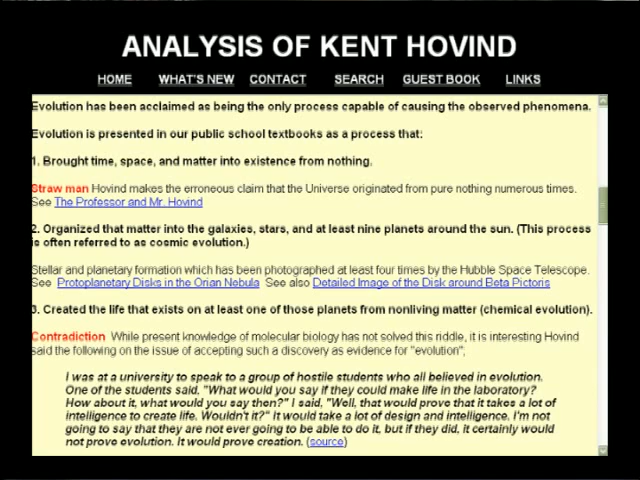 ANALYSIS OF KENT HOVIND
HOME WHAT'S NEW CONTACT SEARCH GUEST BOOK LINKS
Evolution has been acclaimed as being the only process capable of causing the observed phenomena.
Evolution is presented in our public school textbooks as a process that:
1. Brought time, space, and matter into existence from nothing.
Straw man Hovind makes the erroneous claim that the Universe originated from pure nothing numerous times.
See The Professor and Mr. Hovind
2. Organized that matter into the galaxies, stars, and at least nine planets around the sun. (This process
is often referred to as cosmic evolution.)
Stellar and planetary formation which has been photographed at least four times by the Hubble Space Telescope.
See Protoplanetary Disks in the Orian Nebula See also Detailed Image of the Disk around Beta Pictoris
3. Created the life that exists on at least one of those planets from nonliving matter (chemical evolution).
Contradiction While present knowledge of molecular biology has not solved this riddle, it is interesting Hovind
said the following on the issue of accepting such a discovery as evidence for "evolution";
I was at a university to speak to a group of hostile students who all believed in evolution.
One of the students said, "What would you say if they could make life in the laboratory?
How about it, what would you say then?" I said, "Well, that would prove that it takes a lot of
intelligence to create life. Wouldn't it?" It would take a lot of design and intelligence. I'm not
going to say that they are not ever going to be able to do it, but if they did, it certainly would
not prove evolution. It would prove creation. (source)